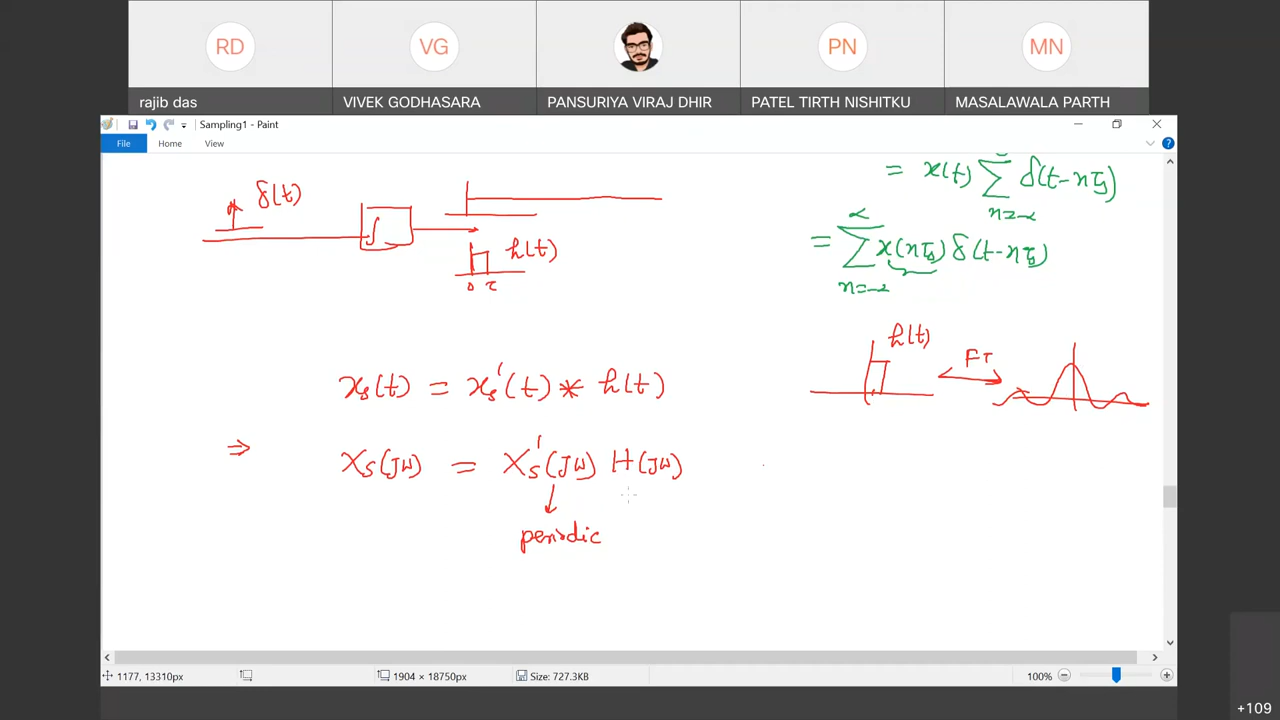 RD
VG
PN
MN
rajib das
VIVEK GODHASARA
PANSURIYA VIRAJ DHIR
PATEL TIRTH NISHITKU
MASALAWALA PARTH
Sampling1 - Paint
File Home View
δ(t)
∫
h(t)
0 τ
= x(t) ∑ δ(t-nTs)
n=-∝
∝
= ∑ x(nTs) δ(t-nTs)
n=-∝
h(t)
FT
xs(t) = xs'(t) * h(t)
⇒ Xs(jω) = Xs'(jω) H(jω)
periodic
1177, 13310px
1904 × 18750px
Size: 727.3KB
100%
+109